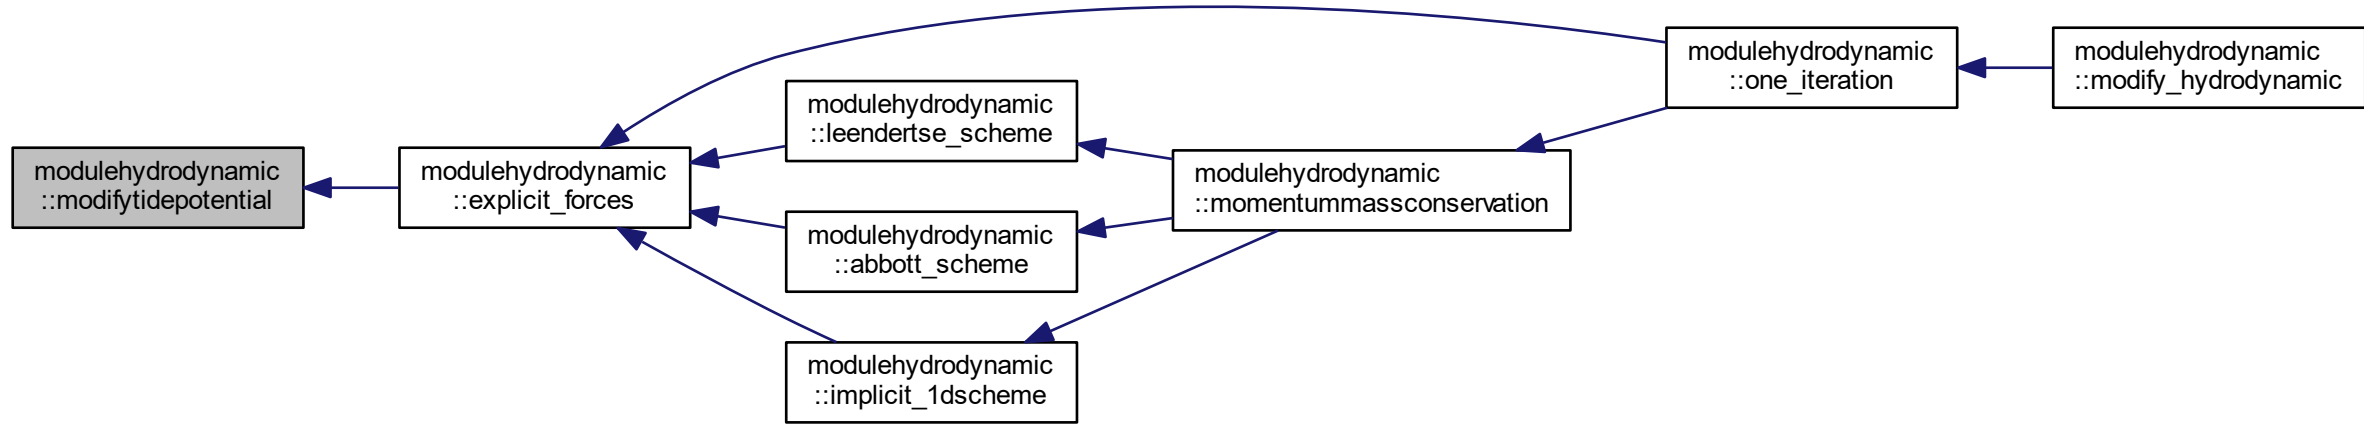 modulehydrodynamic
::modifytidepotential
modulehydrodynamic
::explicit_forces
modulehydrodynamic
::leendertse_scheme
modulehydrodynamic
::abbott_scheme
modulehydrodynamic
::implicit_1dscheme
modulehydrodynamic
::momentummassconservation
modulehydrodynamic
::one_iteration
modulehydrodynamic
::modify_hydrodynamic